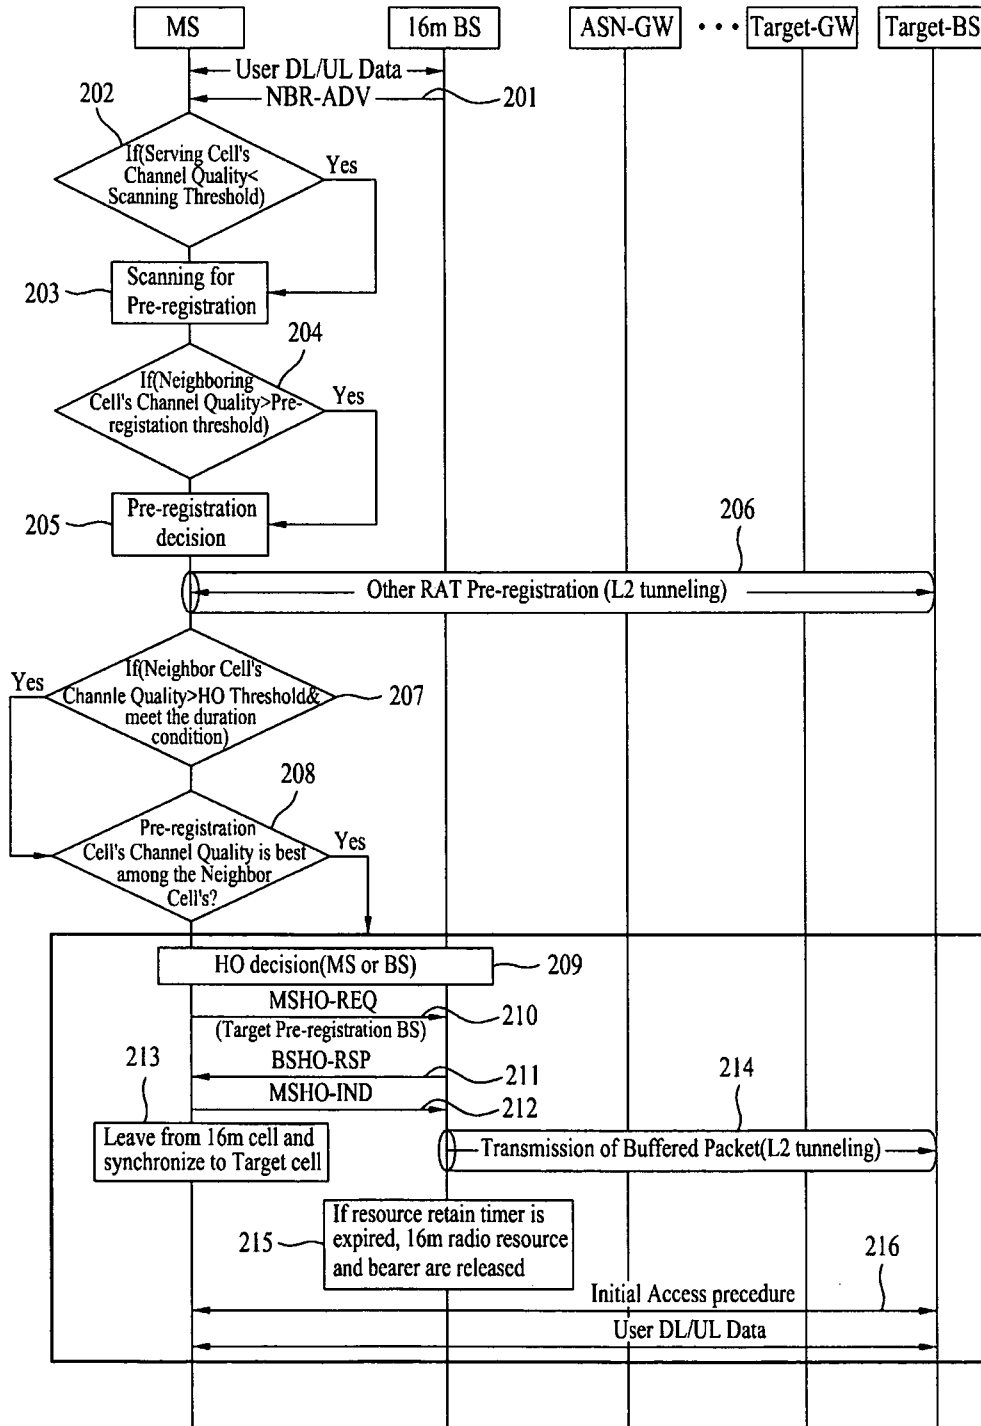 MS
16m BS
ASN-GW
• • •
Target-GW
Target-BS
User DL/UL Data
NBR-ADV
201
202
If(Serving Cell's
Channel Quality<
Scanning Threshold)
Yes
Scanning for
Pre-registration
203
204
If(Neighboring
Cell's Channel Quality>Pre-
registation threshold)
Yes
Pre-registration
decision
205
206
Other RAT Pre-registration (L2 tunneling)
If(Neighbor Cell's
Channle Quality>HO Threshold&
meet the duration
condition)
Yes
207
208
Pre-registration
Cell's Channel Quality is best
among the Neighbor
Cell's?
Yes
HO decision(MS or BS)
209
MSHO-REQ
210
(Target Pre-registration BS)
BSHO-RSP
211
MSHO-IND
212
213
Leave from 16m cell and
synchronize to Target cell
214
Transmission of Buffered Packet(L2 tunneling)
If resource retain timer is
expired, 16m radio resource
and bearer are released
215
216
Initial Access precedure
User DL/UL Data